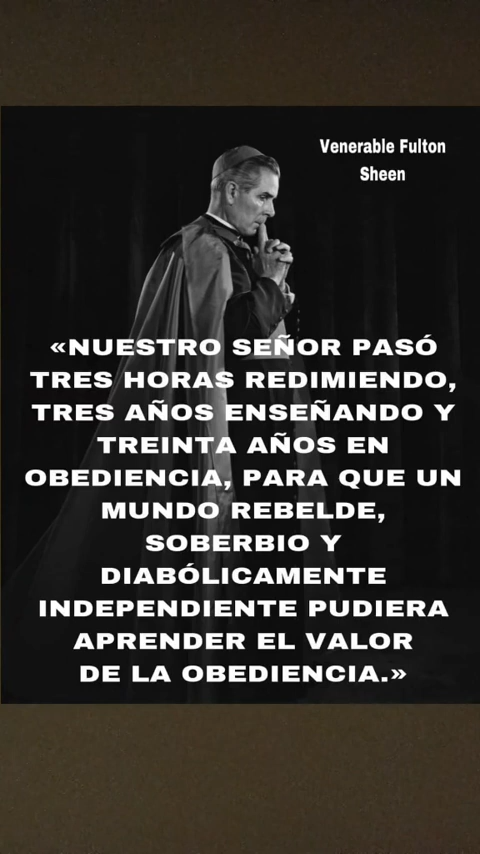 Venerable Fulton
Sheen
«NUESTRO SEÑOR PASÓ
TRES HORAS REDIMIENDO,
TRES AÑOS ENSEÑANDO Y
TREINTA AÑOS EN
OBEDIENCIA, PARA QUE UN
MUNDO REBELDE,
SOBERBIO Y
DIABÓLICAMENTE
INDEPENDIENTE PUDIERA
APRENDER EL VALOR
DE LA OBEDIENCIA.»